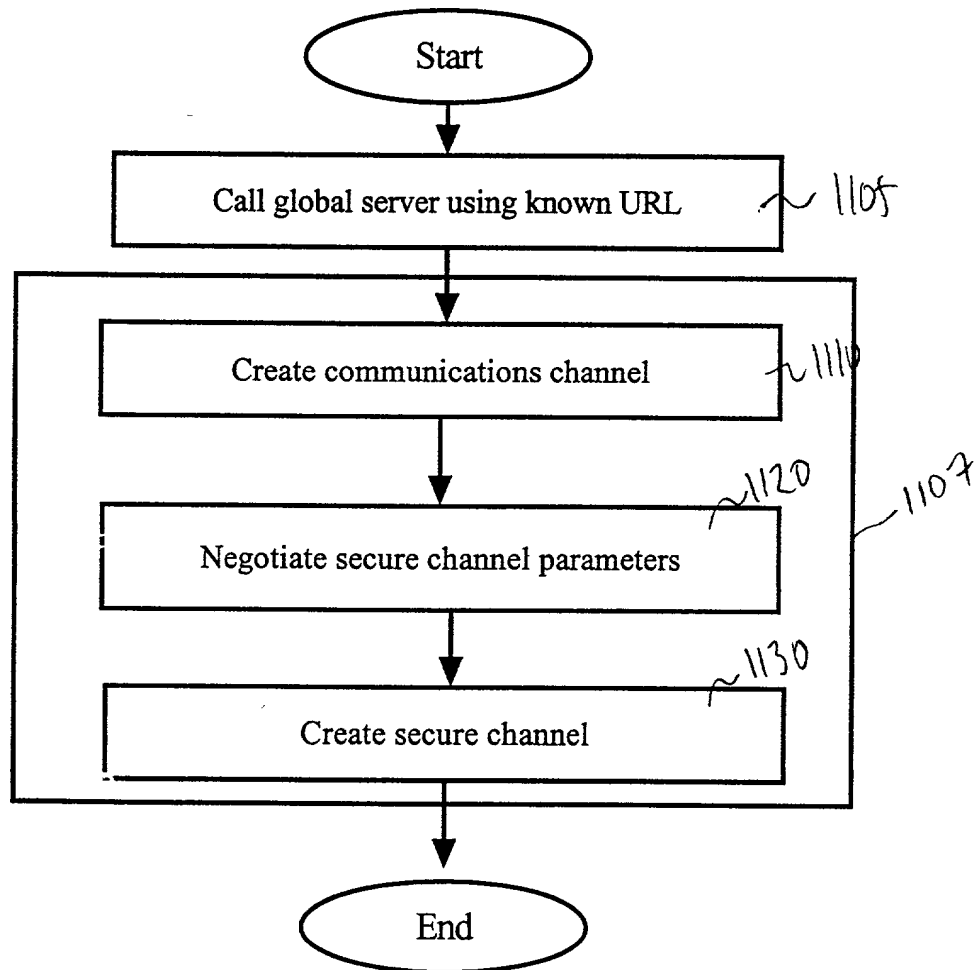 Start
Call global server using known URL
1105
Create communications channel
1110
1120
1107
Negotiate secure channel parameters
1130
Create secure channel
End